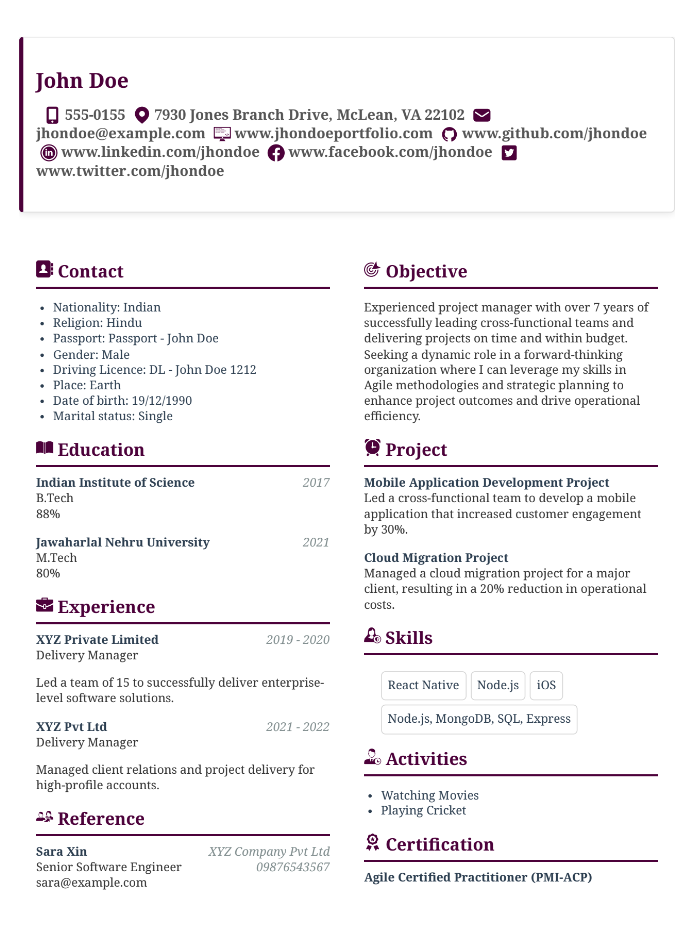 John Doe
555-0155 7930 Jones Branch Drive, McLean, VA 22102
jhondoe@example.com www.jhondoeportfolio.com www.github.com/jhondoe
www.linkedin.com/jhondoe www.facebook.com/jhondoe
www.twitter.com/jhondoe
Contact
• Nationality: Indian
• Religion: Hindu
• Passport: Passport - John Doe
• Gender: Male
• Driving Licence: DL - John Doe 1212
• Place: Earth
• Date of birth: 19/12/1990
• Marital status: Single
Education
Indian Institute of Science 2017
B.Tech
88%
Jawaharlal Nehru University 2021
M.Tech
80%
Experience
XYZ Private Limited 2019 - 2020
Delivery Manager
Led a team of 15 to successfully deliver enterprise-
level software solutions.
XYZ Pvt Ltd 2021 - 2022
Delivery Manager
Managed client relations and project delivery for
high-profile accounts.
Reference
Sara Xin XYZ Company Pvt Ltd
Senior Software Engineer 09876543567
sara@example.com
Objective
Experienced project manager with over 7 years of
successfully leading cross-functional teams and
delivering projects on time and within budget.
Seeking a dynamic role in a forward-thinking
organization where I can leverage my skills in
Agile methodologies and strategic planning to
enhance project outcomes and drive operational
efficiency.
Project
Mobile Application Development Project
Led a cross-functional team to develop a mobile
application that increased customer engagement
by 30%.
Cloud Migration Project
Managed a cloud migration project for a major
client, resulting in a 20% reduction in operational
costs.
Skills
React Native Node.js iOS
Node.js, MongoDB, SQL, Express
Activities
• Watching Movies
• Playing Cricket
Certification
Agile Certified Practitioner (PMI-ACP)